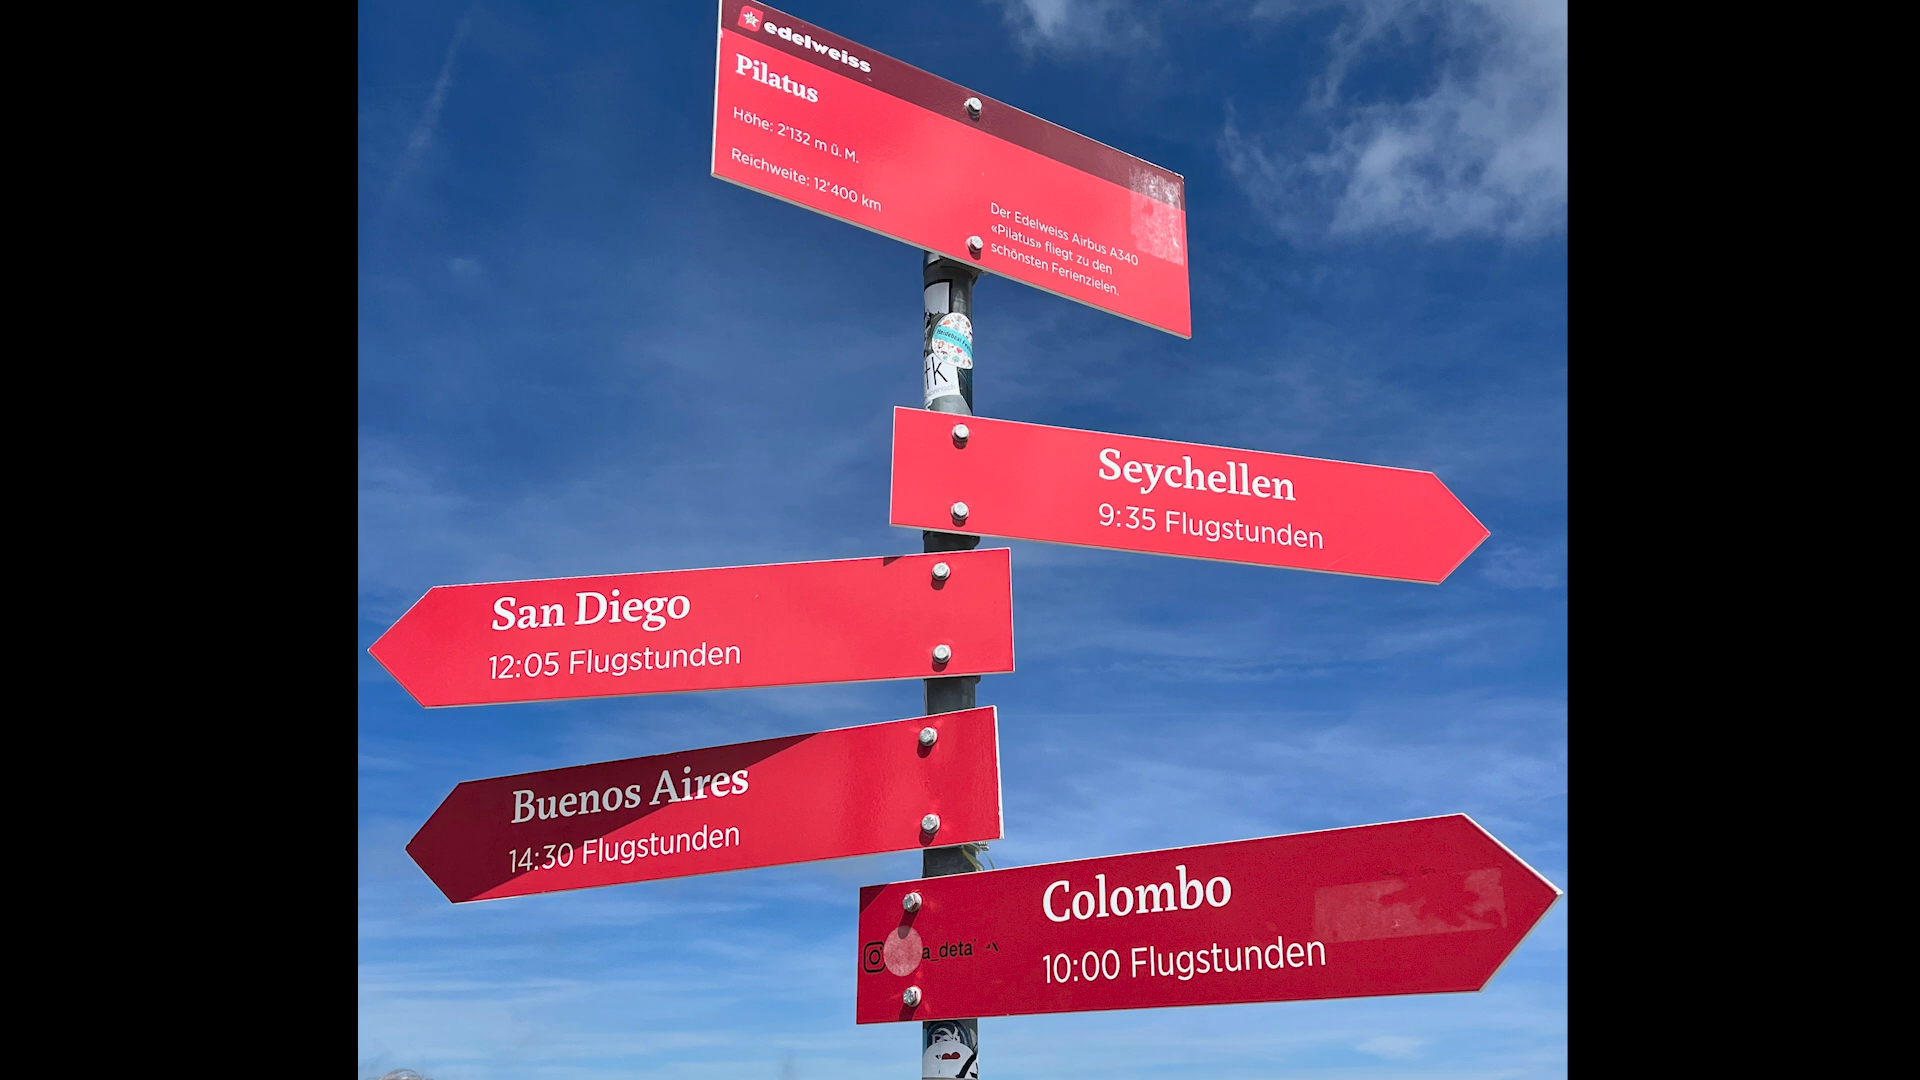 edelweiss
Pilatus
Höhe: 2'132 m ü. M.
Reichweite: 12'400 km
Der Edelweiss Airbus A340
«Pilatus» fliegt zu den
schönsten Ferienzielen.
Seychellen
9:35 Flugstunden
San Diego
12:05 Flugstunden
Buenos Aires
14:30 Flugstunden
Colombo
10:00 Flugstunden